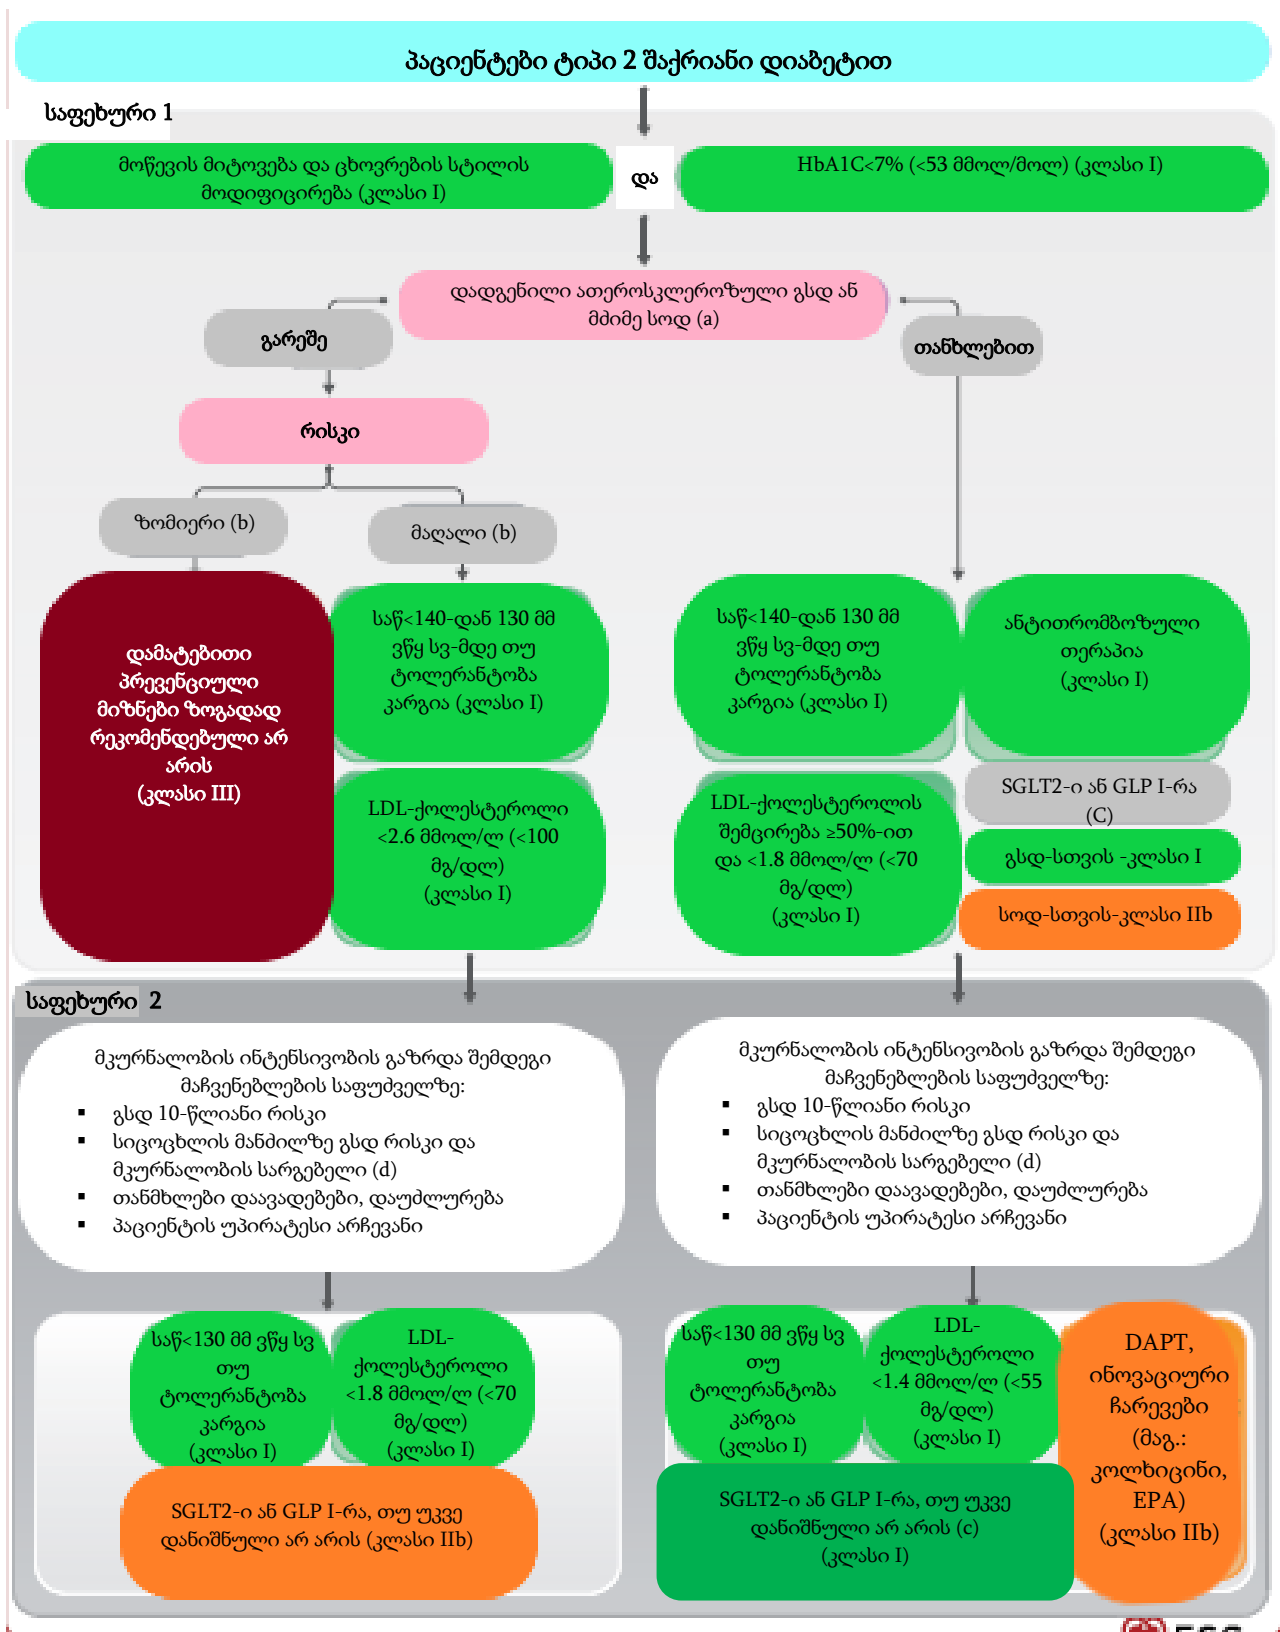 პაციენტები ტიპი 2 შაქრიანი დიაბეტით
საფეხური 1
მოწევის მიტოვება და ცხოვრების სტილის
მოდიფიცირება (კლასი I)
და
HbA1C<7% (<53 მმოლ/მოლ) (კლასი I)
დადგენილი ათეროსკლეროზული გსდ ან
მძიმე სოდ (a)
გარეშე
თანხლებით
რისკი
ზომიერი (b)
მაღალი (b)
დამატებითი
პრევენციული
მიზნები ზოგადად
რეკომენდებული არ
არის
(კლასი III)
საწ<140-დან 130 მმ
ვწყ სვ-მდე თუ
ტოლერანტობა
კარგია (კლასი I)
LDL-ქოლესტეროლი
<2.6 მმოლ/ლ (<100
მგ/დლ)
(კლასი I)
საწ<140-დან 130 მმ
ვწყ სვ-მდე თუ
ტოლერანტობა
კარგია (კლასი I)
LDL-ქოლესტეროლის
შემცირება ≥50%-ით
და <1.8 მმოლ/ლ (<70
მგ/დლ)
(კლასი I)
ანტითრომბოზული
თერაპია
(კლასი I)
SGLT2-ი ან GLP I-რა
(C)
გსდ-სთვის -კლასი I
სოდ-სთვის-კლასი IIb
საფეხური 2
მკურნალობის ინტენსივობის გაზრდა შემდეგი
მაჩვენებლების საფუძველზე:
▪ გსდ 10-წლიანი რისკი
▪ სიცოცხლის მანძილზე გსდ რისკი და
მკურნალობის სარგებელი (d)
▪ თანმხლები დაავადებები, დაუძლურება
▪ პაციენტის უპირატესი არჩევანი
მკურნალობის ინტენსივობის გაზრდა შემდეგი
მაჩვენებლების საფუძველზე:
▪ გსდ 10-წლიანი რისკი
▪ სიცოცხლის მანძილზე გსდ რისკი და
მკურნალობის სარგებელი (d)
▪ თანმხლები დაავადებები, დაუძლურება
▪ პაციენტის უპირატესი არჩევანი
საწ<130 მმ ვწყ სვ
თუ
ტოლერანტობა
კარგია
(კლასი I)
LDL-
ქოლესტეროლი
<1.8 მმოლ/ლ (<70
მგ/დლ)
(კლასი I)
SGLT2-ი ან GLP I-რა, თუ უკვე
დანიშნული არ არის (კლასი IIb)
საწ<130 მმ ვწყ სვ
თუ
ტოლერანტობა
კარგია
(კლასი I)
LDL-
ქოლესტეროლი
<1.4 მმოლ/ლ (<55
მგ/დლ)
(კლასი I)
SGLT2-ი ან GLP I-რა, თუ უკვე
დანიშნული არ არის (c)
(კლასი I)
DAPT,
ინოვაციური
ჩარევები
(მაგ.:
კოლხიცინი,
EPA)
(კლასი IIb)